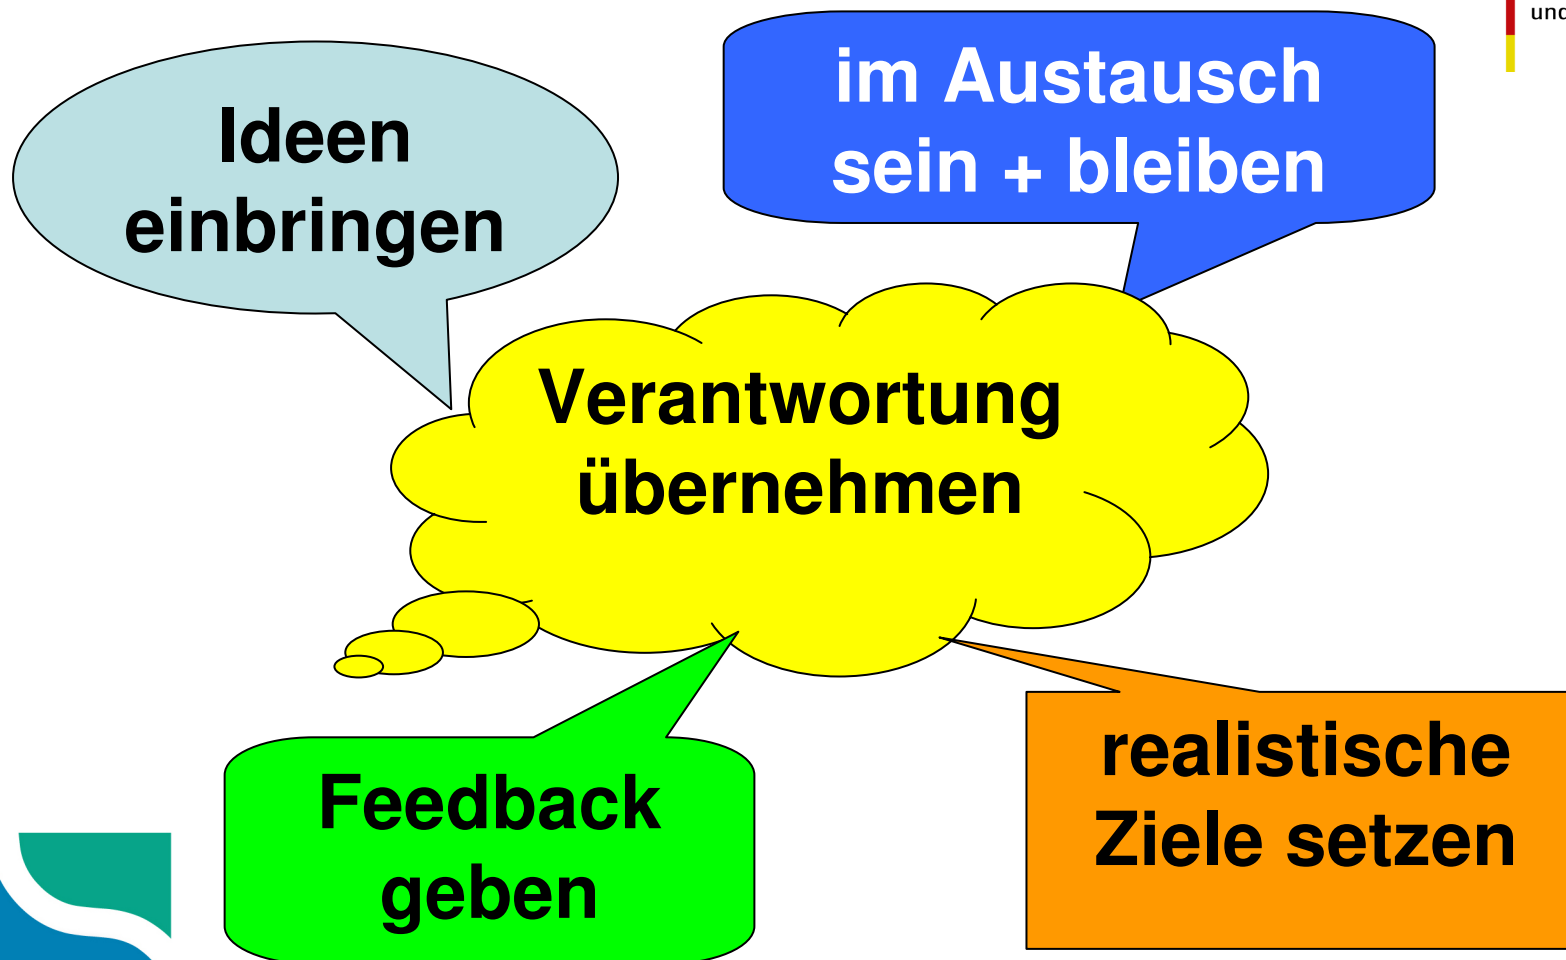 und
im Austausch
sein + bleiben
Ideen
einbringen
Verantwortung
übernehmen
realistische
Ziele setzen
Feedback
geben